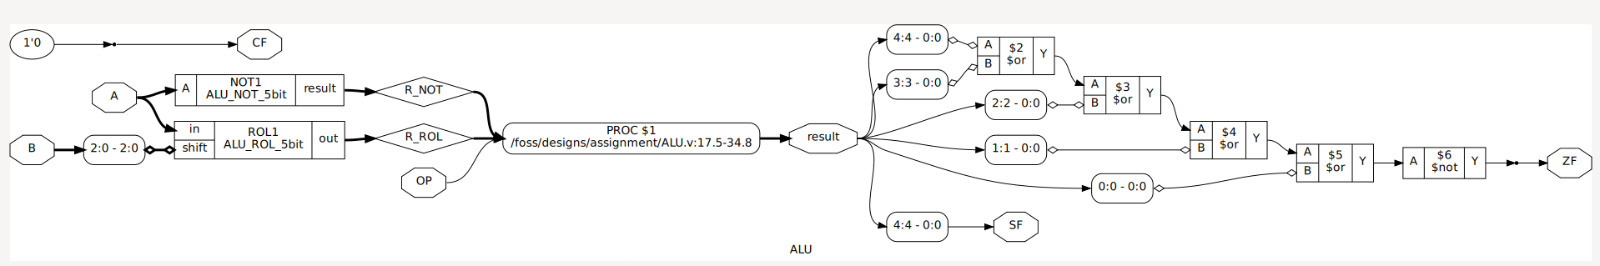 1'0
CF
A
A
NOT1
ALU_NOT_5bit
result
R_NOT
B
2:0 - 2:0
in
shift
ROL1
ALU_ROL_5bit
out
R_ROL
OP
PROC $1
/foss/designs/assignment/ALU.v:17.5-34.8
result
4:4 - 0:0
3:3 - 0:0
2:2 - 0:0
1:1 - 0:0
0:0 - 0:0
4:4 - 0:0
SF
A
B
$2
$or
Y
A
B
$3
$or
Y
A
B
$4
$or
Y
A
B
$5
$or
Y
A
$6
$not
Y
ZF
ALU